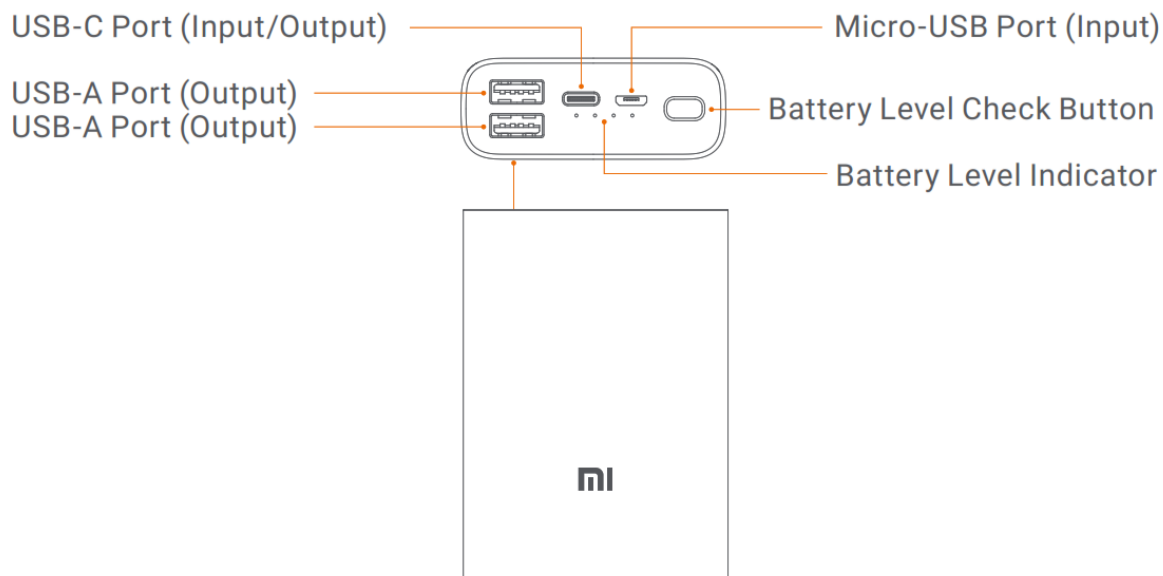 USB-C Port (Input/Output)
Micro-USB Port (Input)
USB-A Port (Output)
USB-A Port (Output)
Battery Level Check Button
Battery Level Indicator
mi